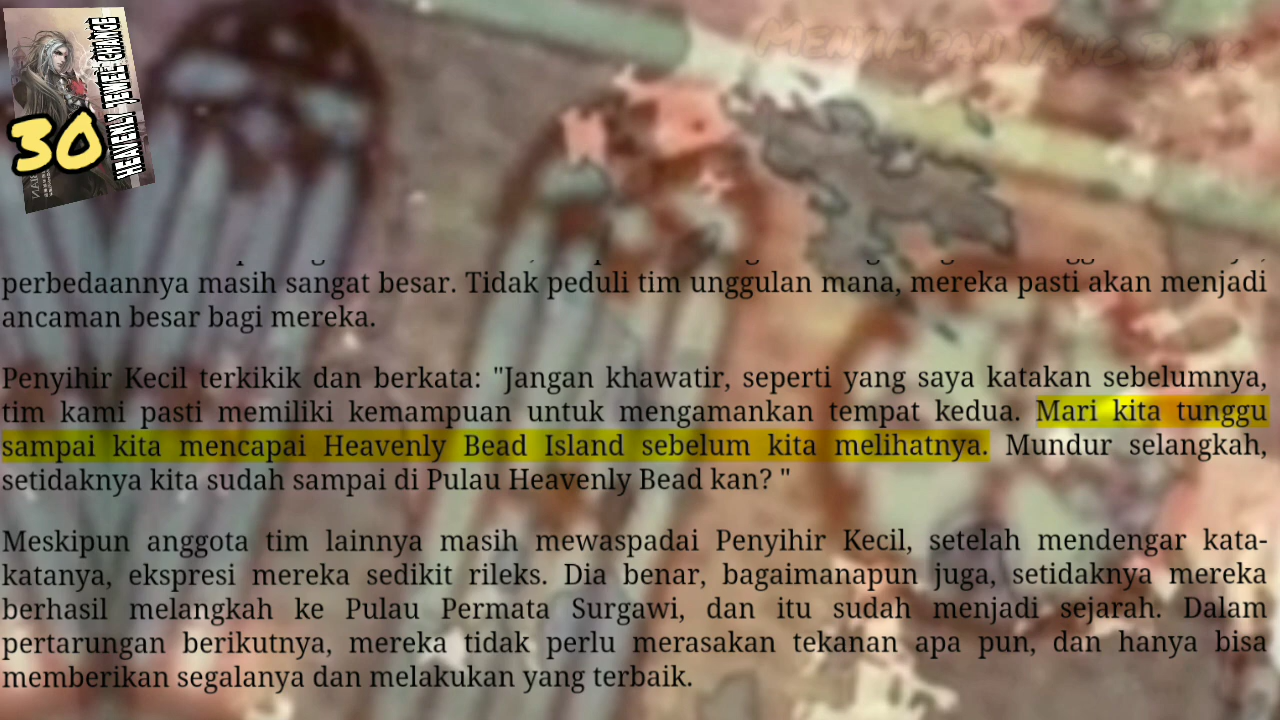 HEAVENLY JEWEL CHANGE
30
MENYIMPAN YANG
perbedaannya masih sangat besar. Tidak peduli tim unggulan mana, mereka pasti akan menjadi
ancaman besar bagi mereka.
Penyihir Kecil terkikik dan berkata: "Jangan khawatir, seperti yang saya katakan sebelumnya,
tim kami pasti memiliki kemampuan untuk mengamankan tempat kedua. Mari kita tunggu
sampai kita mencapai Heavenly Bead Island sebelum kita melihatnya. Mundur selangkah,
setidaknya kita sudah sampai di Pulau Heavenly Bead kan? "
Meskipun anggota tim lainnya masih mewaspadai Penyihir Kecil, setelah mendengar kata-
katanya, ekspresi mereka sedikit rileks. Dia benar, bagaimanapun juga, setidaknya mereka
berhasil melangkah ke Pulau Permata Surgawi, dan itu sudah menjadi sejarah. Dalam
pertarungan berikutnya, mereka tidak perlu merasakan tekanan apa pun, dan hanya bisa
memberikan segalanya dan melakukan yang terbaik.